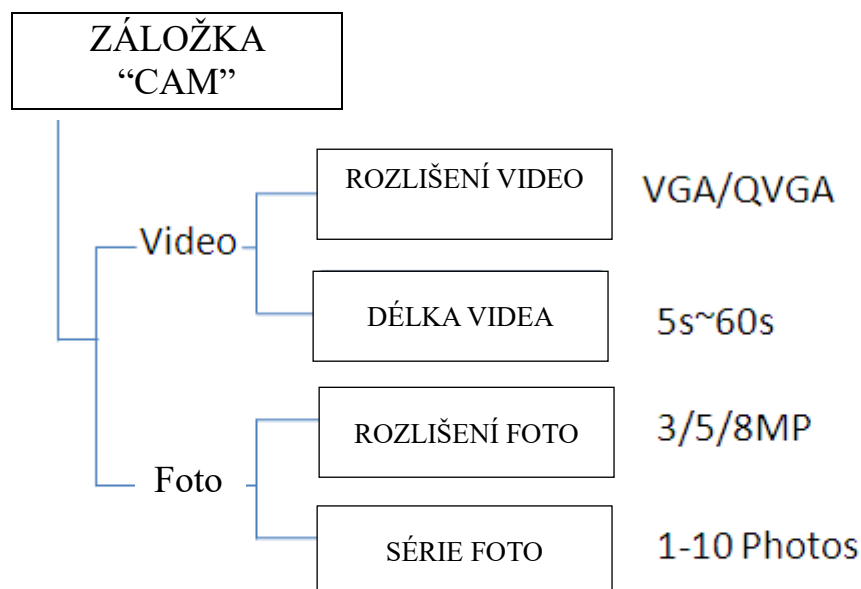 ZÁLOŽKA
“CAM”
Video
ROZLIŠENÍ VIDEO
VGA/QVGA
DÉLKA VIDEA
5s~60s
Foto
ROZLIŠENÍ FOTO
3/5/8MP
SÉRIE FOTO
1-10 Photos